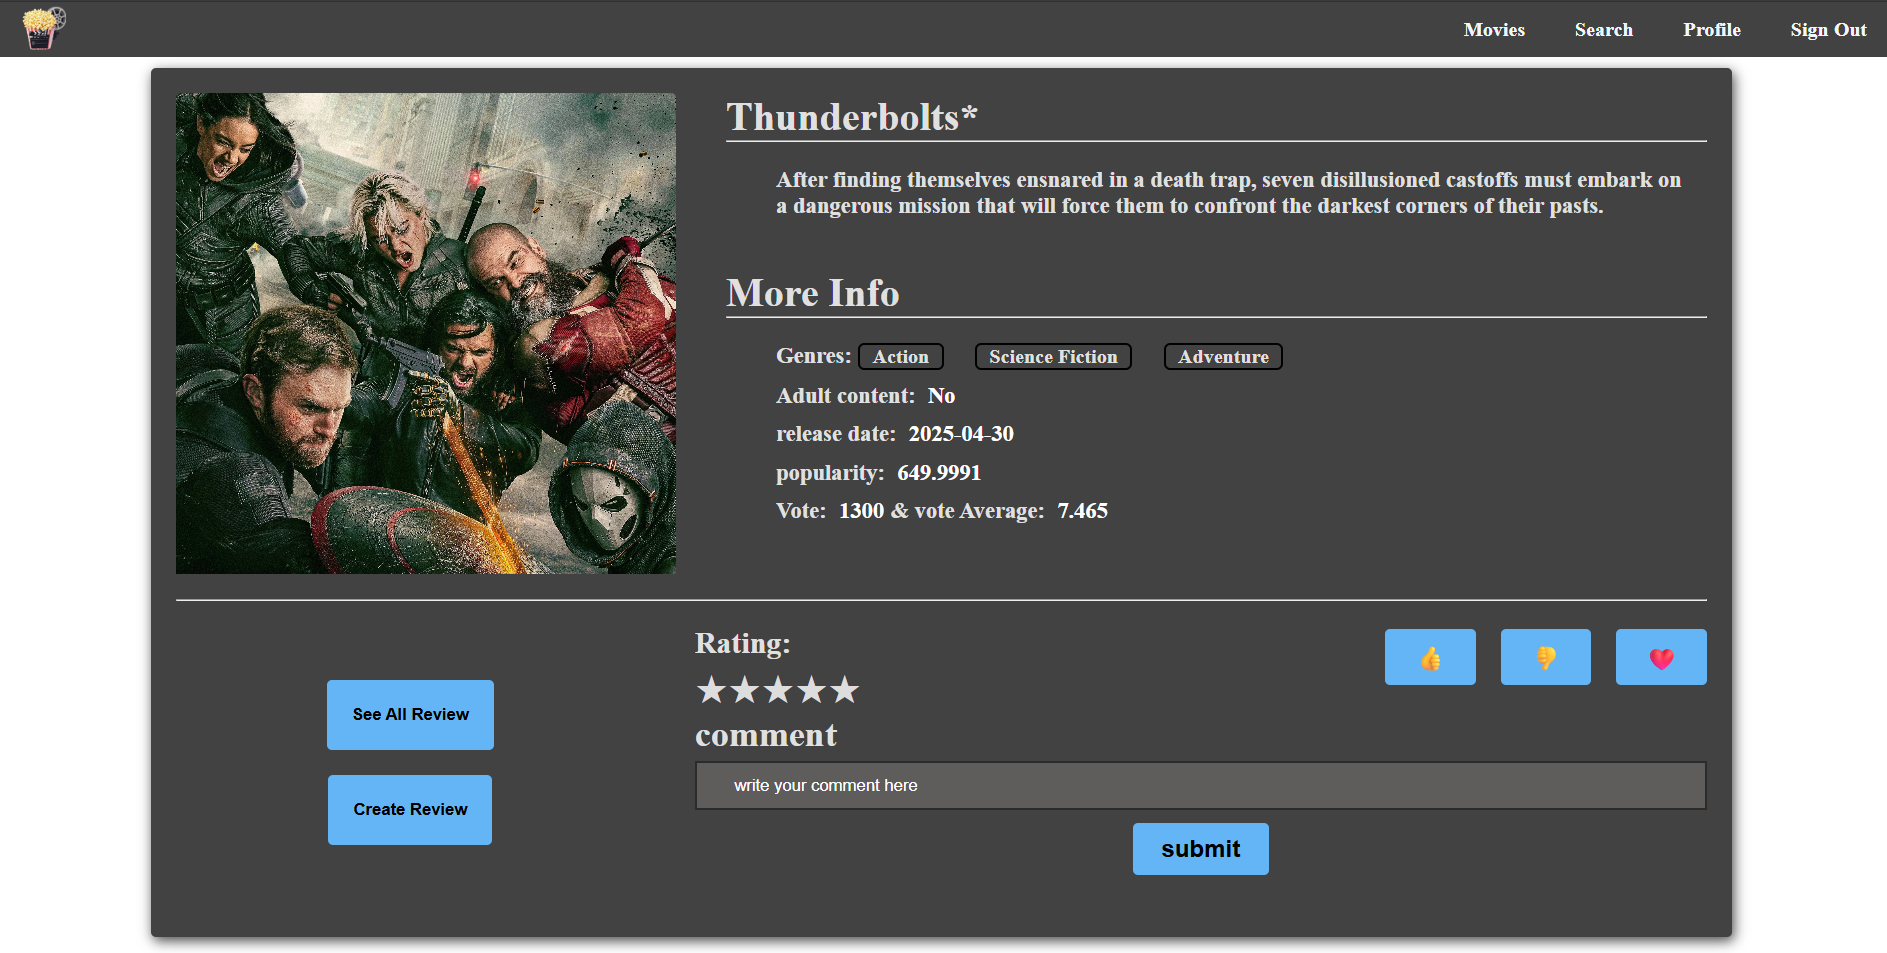 Movies Search Profile Sign Out
Thunderbolts*
After finding themselves ensnared in a death trap, seven disillusioned castoffs must embark on
a dangerous mission that will force them to confront the darkest corners of their pasts.
More Info
Genres: Action Science Fiction Adventure
Adult content: No
release date: 2025-04-30
popularity: 649.9991
Vote: 1300 & vote Average: 7.465
See All Review
Create Review
Rating:
★★★★★
comment
write your comment here
submit